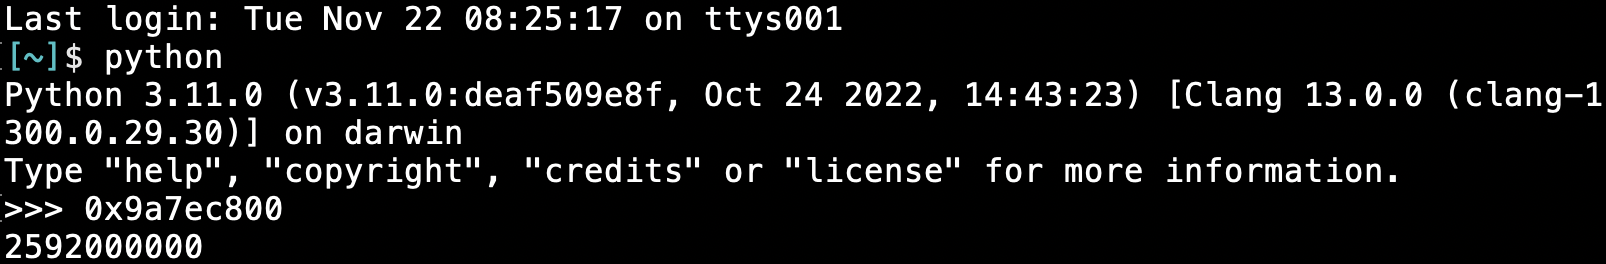 Last login: Tue Nov 22 08:25:17 on ttys001
[~]$ python
Python 3.11.0 (v3.11.0:deaf509e8f, Oct 24 2022, 14:43:23) [Clang 13.0.0 (clang-1
300.0.29.30)] on darwin
Type "help", "copyright", "credits" or "license" for more information.
>>> 0x9a7ec800
2592000000